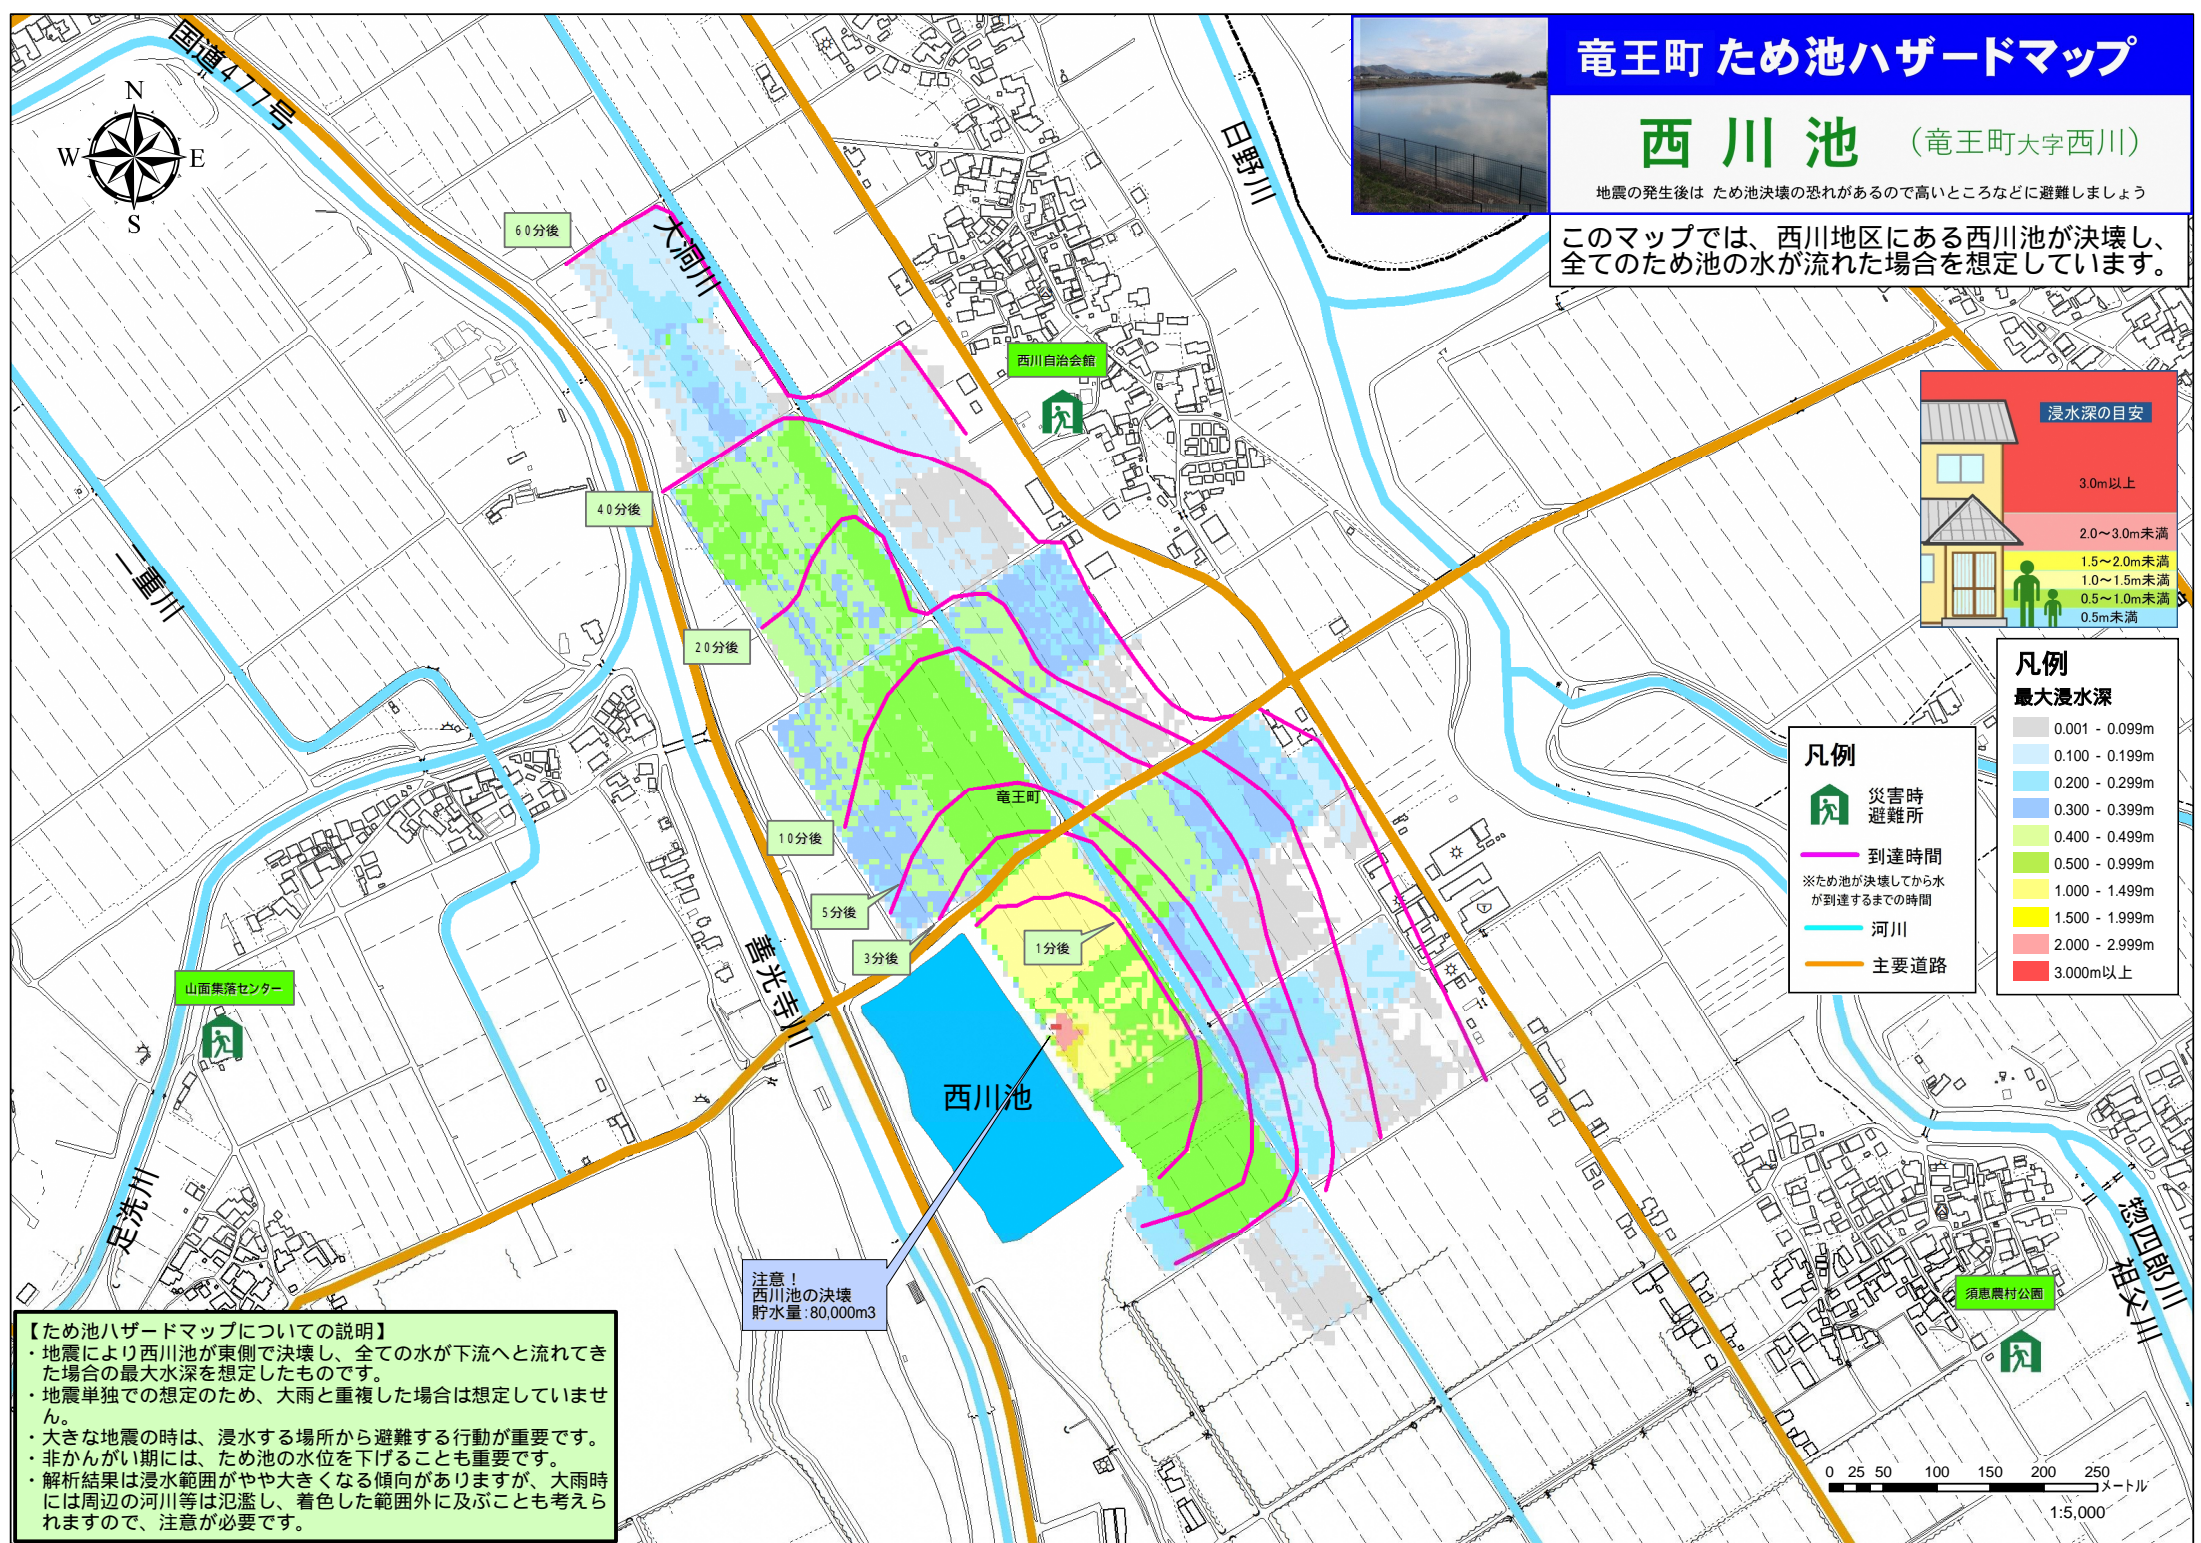 竜王町 ため池ハザードマップ
西川池 （竜王町大字西川）
地震の発生後は ため池決壊の恐れがあるので高いところなどに避難しましょう
このマップでは、西川地区にある西川池が決壊し、
全てのため池の水が流れた場合を想定しています。
国道477号
N
W
E
S
60分後
大洞川
日野川
西川自治会館
40分後
20分後
10分後
5分後
3分後
1分後
竜王町
二重川
善光寺川
山面集落センター
足洗川
西川池
注意！
西川池の決壊
貯水量：80,000m3
惣四郎川
祖父川
須恵農村公園
浸水深の目安
3.0m以上
2.0～3.0m未満
1.5～2.0m未満
1.0～1.5m未満
0.5～1.0m未満
0.5m未満
凡例
最大浸水深
0.001 - 0.099m
0.100 - 0.199m
0.200 - 0.299m
0.300 - 0.399m
0.400 - 0.499m
0.500 - 0.999m
1.000 - 1.499m
1.500 - 1.999m
2.000 - 2.999m
3.000m以上
凡例
災害時
避難所
到達時間
※ため池が決壊してから水
が到達するまでの時間
河川
主要道路
【ため池ハザードマップについての説明】
・地震により西川池が東側で決壊し、全ての水が下流へと流れてき
た場合の最大水深を想定したものです。
・地震単独での想定のため、大雨と重複した場合は想定していませ
ん。
・大きな地震の時は、浸水する場所から避難する行動が重要です。
・非かんがい期には、ため池の水位を下げることも重要です。
・解析結果は浸水範囲がやや大きくなる傾向がありますが、大雨時
には周辺の河川等は氾濫し、着色した範囲外に及ぶことも考えら
れますので、注意が必要です。
0 25 50 100 150 200 250
メートル
1:5,000